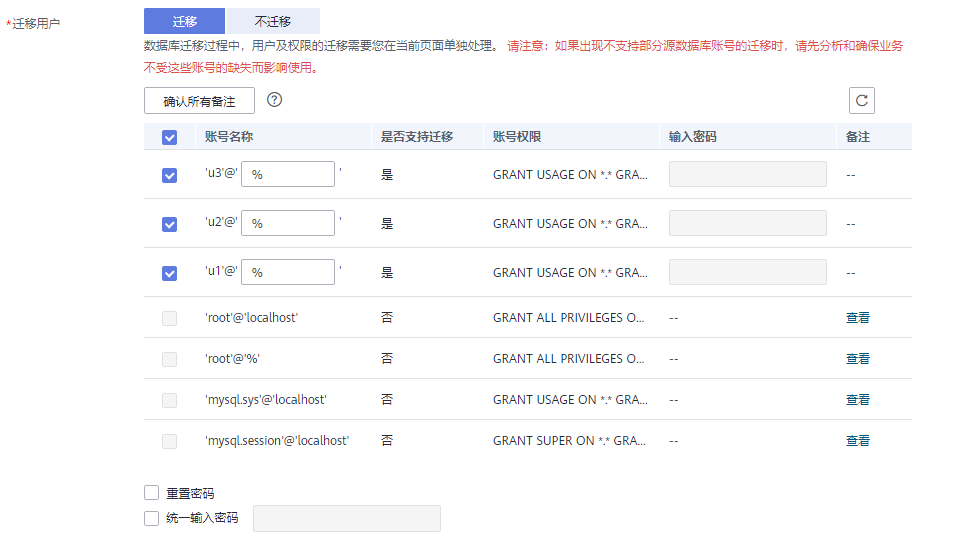 *迁移用户
迁移 不迁移
数据库迁移过程中，用户及权限的迁移需要您在当前页面单独处理。 请注意：如果出现不支持部分源数据库账号的迁移时，请先分析和确保业务
不受这些账号的缺失而影响使用。
确认所有备注 ?
账号名称 是否支持迁移 账号权限 输入密码 备注
'u3'@' % ' 是 GRANT USAGE ON *.* GRA... --
'u2'@' % ' 是 GRANT USAGE ON *.* GRA... --
'u1'@' % ' 是 GRANT USAGE ON *.* GRA... --
'root'@'localhost' 否 GRANT ALL PRIVILEGES O... -- 查看
'root'@'%' 否 GRANT ALL PRIVILEGES O... -- 查看
'mysql.sys'@'localhost' 否 GRANT USAGE ON *.* GRA... -- 查看
'mysql.session'@'localhost' 否 GRANT SUPER ON *.* GRA... -- 查看
重置密码
统一输入密码